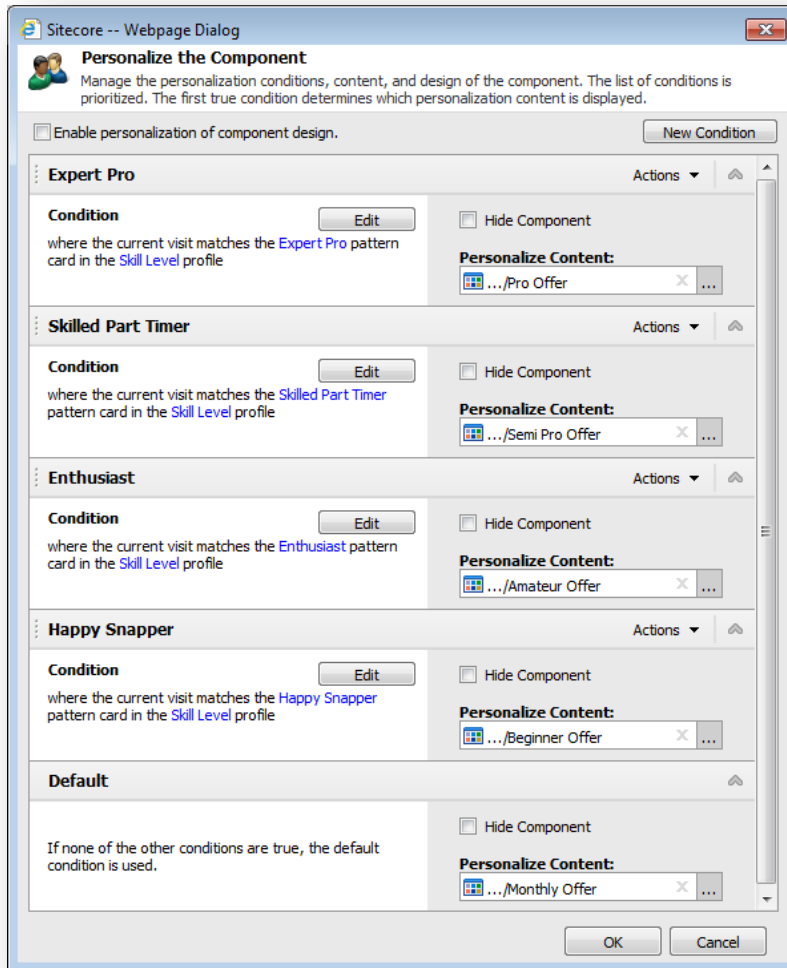 Sitecore -- Webpage Dialog
Personalize the Component
Manage the personalization conditions, content, and design of the component. The list of conditions is
prioritized. The first true condition determines which personalization content is displayed.
Enable personalization of component design.
New Condition
Expert Pro
Actions
Condition
Edit
where the current visit matches the Expert Pro pattern
card in the Skill Level profile
Hide Component
Personalize Content:
.../Pro Offer
...
Skilled Part Timer
Actions
Condition
Edit
where the current visit matches the Skilled Part Timer
pattern card in the Skill Level profile
Hide Component
Personalize Content:
.../Semi Pro Offer
...
Enthusiast
Actions
Condition
Edit
where the current visit matches the Enthusiast pattern
card in the Skill Level profile
Hide Component
Personalize Content:
.../Amateur Offer
...
Happy Snapper
Actions
Condition
Edit
where the current visit matches the Happy Snapper
pattern card in the Skill Level profile
Hide Component
Personalize Content:
.../Beginner Offer
...
Default
If none of the other conditions are true, the default
condition is used.
Hide Component
Personalize Content:
.../Monthly Offer
...
OK
Cancel